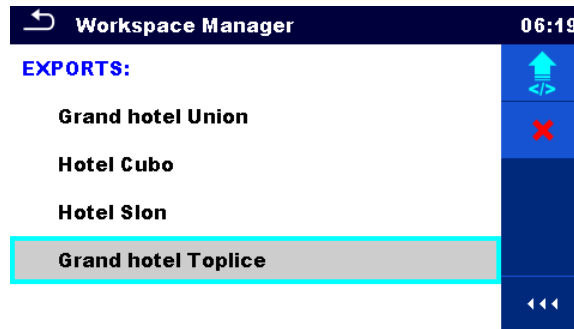 Workspace Manager 06:19
EXPORTS:
</>
Grand hotel Union
Hotel Cubo
Hotel Slon
Grand hotel Toplice